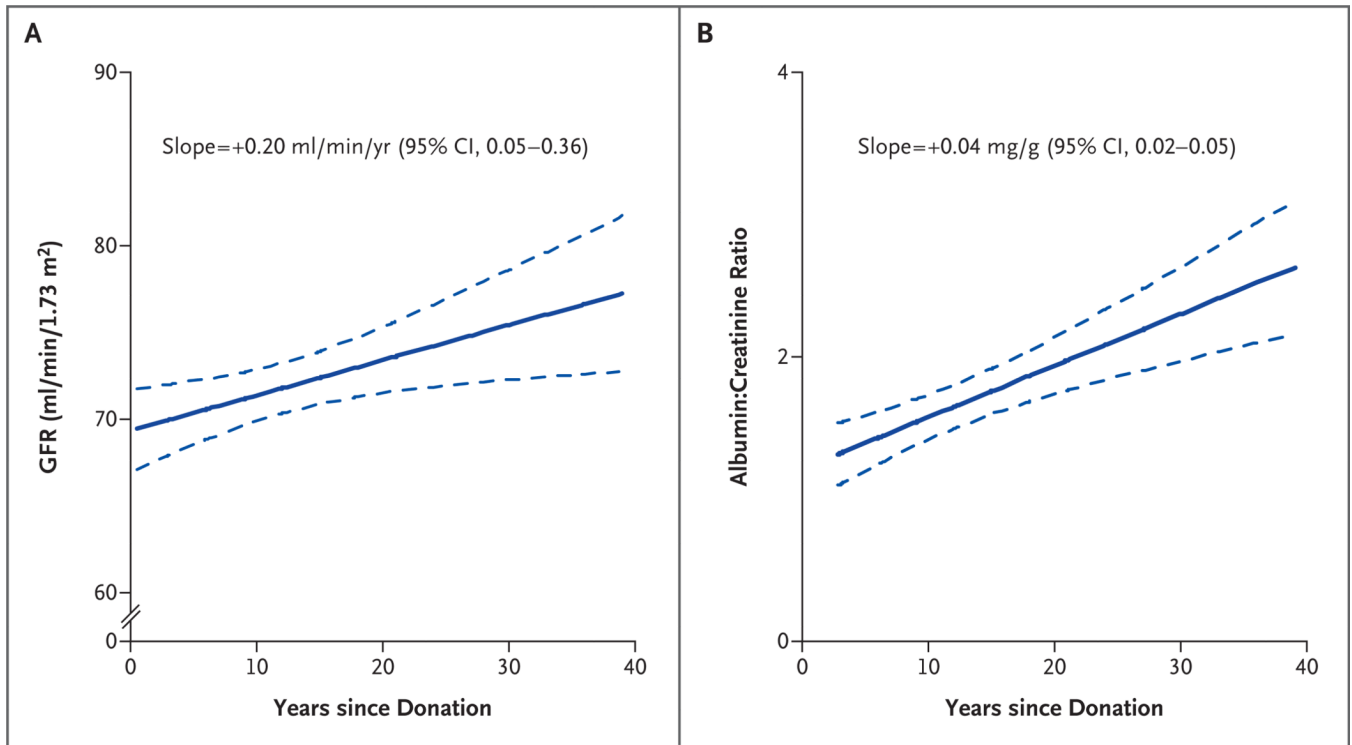 A
90
80
70
60
0
GFR (ml/min/1.73 m²)
Slope=+0.20 ml/min/yr (95% CI, 0.05–0.36)
0 10 20 30 40
Years since Donation
B
4
2
0
Albumin:Creatinine Ratio
Slope=+0.04 mg/g (95% CI, 0.02–0.05)
0 10 20 30 40
Years since Donation